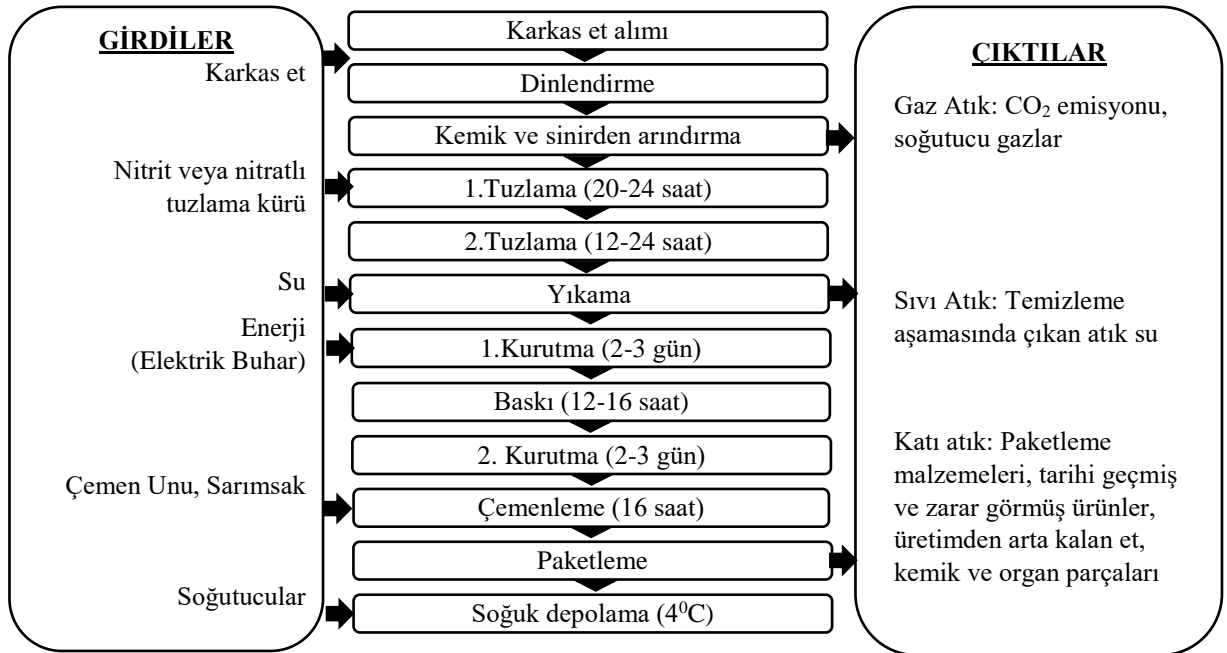 GİRDİLER
Karkas et
Nitrit veya nitratlı
tuzlama kürü
Su
Enerji
(Elektrik Buhar)
Çemen Unu, Sarımsak
Soğutucular
Karkas et alımı
Dinlendirme
Kemik ve sinirden arındırma
1.Tuzlama (20-24 saat)
2.Tuzlama (12-24 saat)
Yıkama
1.Kurutma (2-3 gün)
Baskı (12-16 saat)
2. Kurutma (2-3 gün)
Çemenleme (16 saat)
Paketleme
Soğuk depolama (4⁰C)
ÇIKTILAR
Gaz Atık: CO₂ emisyonu,
soğutucu gazlar
Sıvı Atık: Temizleme
aşamasında çıkan atık su
Katı atık: Paketleme
malzemeleri, tarihi geçmiş
ve zarar görmüş ürünler,
üretimden arta kalan et,
kemik ve organ parçaları